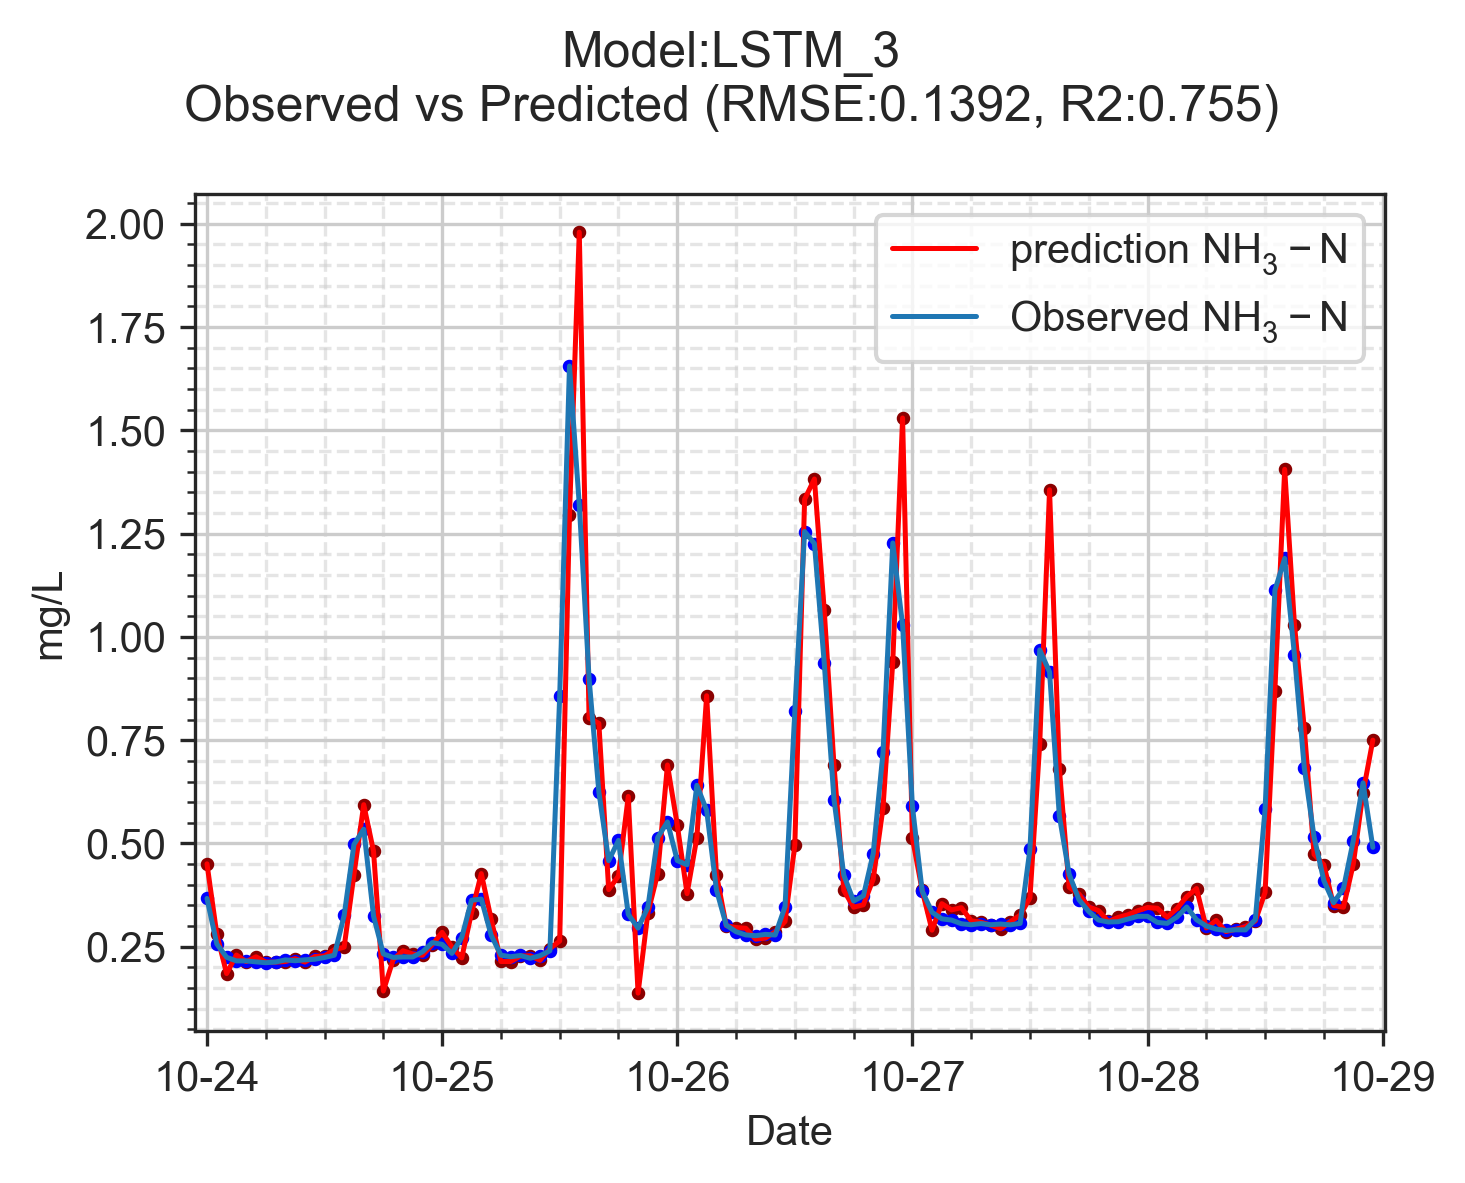 Model:LSTM_3
Observed vs Predicted (RMSE:0.1392, R2:0.755)
prediction NH₃ − N
Observed NH₃ − N
2.00
1.75
1.50
1.25
1.00
0.75
0.50
0.25
mg/L
10-24 10-25 10-26 10-27 10-28 10-29
Date